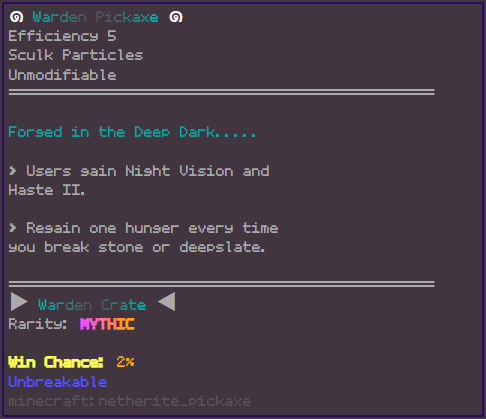 Warden Pickaxe
Efficiency 5
Sculk Particles
Unmodifiable
Forged in the Deep Dark.....
> Users gain Night Vision and
Haste II.
> Regain one hunger every time
you break stone or deepslate.
▶ Warden Crate ◀
Rarity: MYTHIC
Win Chance: 2%
Unbreakable
minecraft:netherite_pickaxe